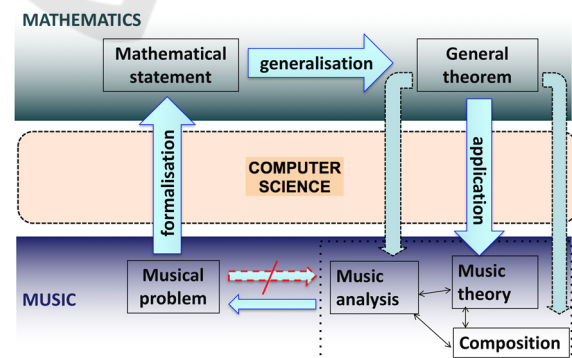 MATHEMATICS
Mathematical
statement
generalisation
General
theorem
formalisation
COMPUTER
SCIENCE
application
MUSIC
Musical
problem
Music
analysis
Music
theory
Composition